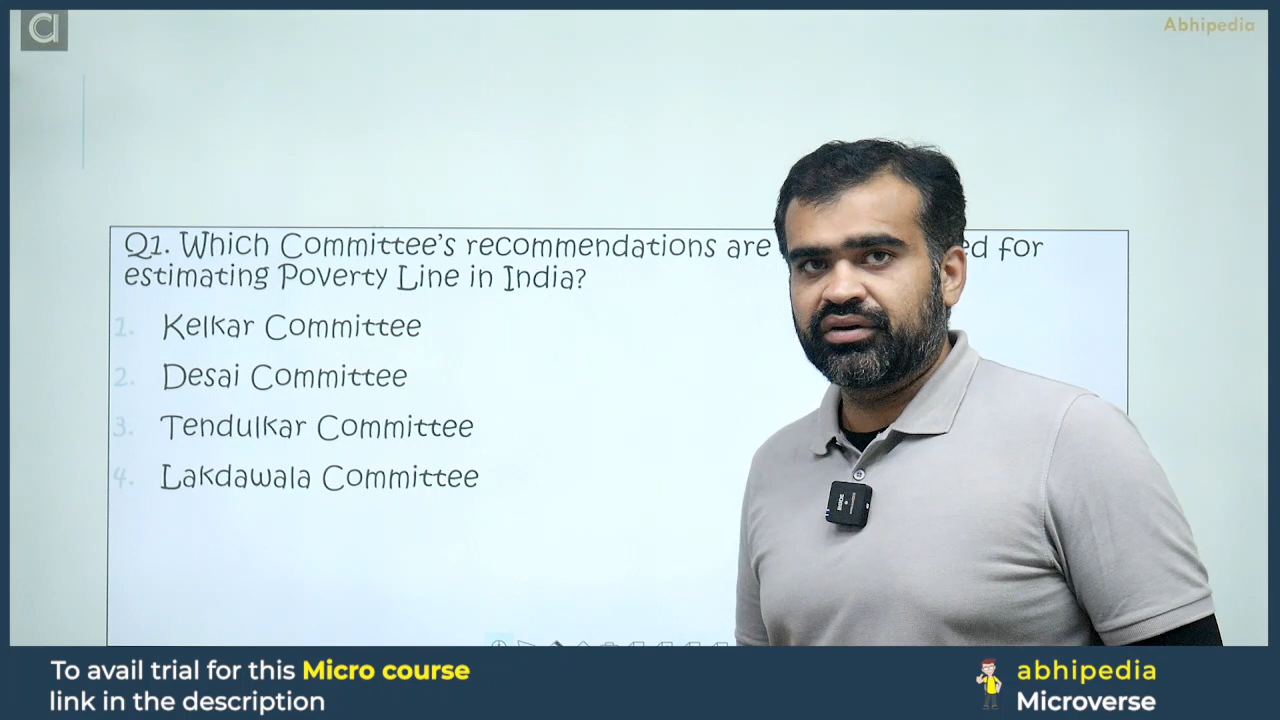 Abhipedia
Q1. Which Committee's recommendations are ed for
estimating Poverty Line in India?
1. Kelkar Committee
2. Desai Committee
3. Tendulkar Committee
4. Lakdawala Committee
To avail trial for this Micro course
link in the description
abhipedia
Microverse